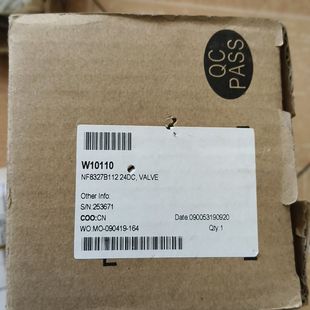 QC
PASS
W10110
NF8327B112 24DC, VALVE
Other Info:
S/N:253671
COO:CN Date:090053190920
WO:MO-090419-164 Qty:1